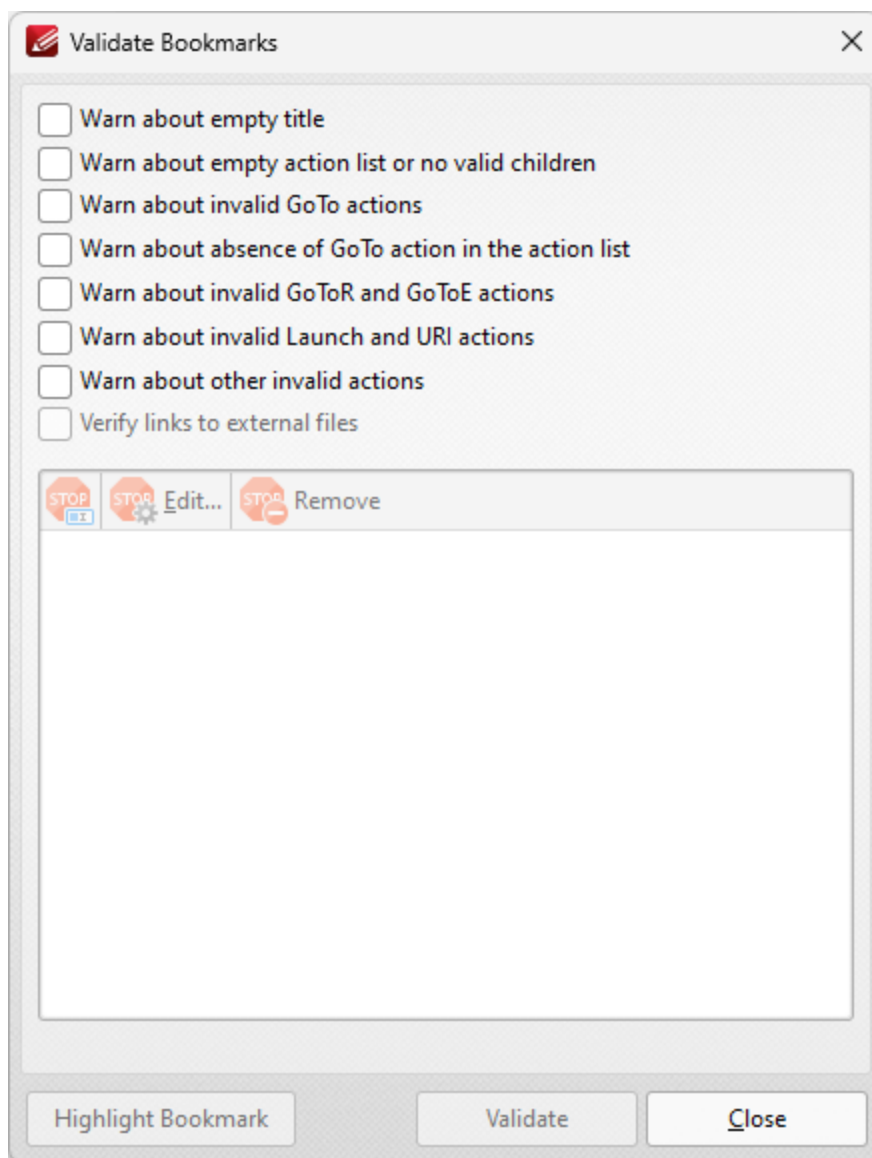 Validate Bookmarks
Warn about empty title
Warn about empty action list or no valid children
Warn about invalid GoTo actions
Warn about absence of GoTo action in the action list
Warn about invalid GoToR and GoToE actions
Warn about invalid Launch and URI actions
Warn about other invalid actions
Verify links to external files
STOP STOP Edit... STOP Remove
Highlight Bookmark Validate Close